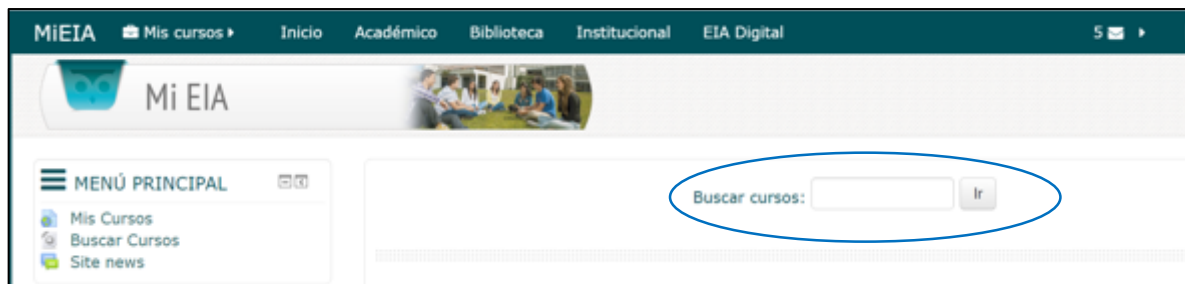 MiEIA Mis cursos Inicio Académico Biblioteca Institucional EIA Digital 5
Mi EIA
MENÚ PRINCIPAL
Buscar cursos: Ir
Mis Cursos
Buscar Cursos
Site news